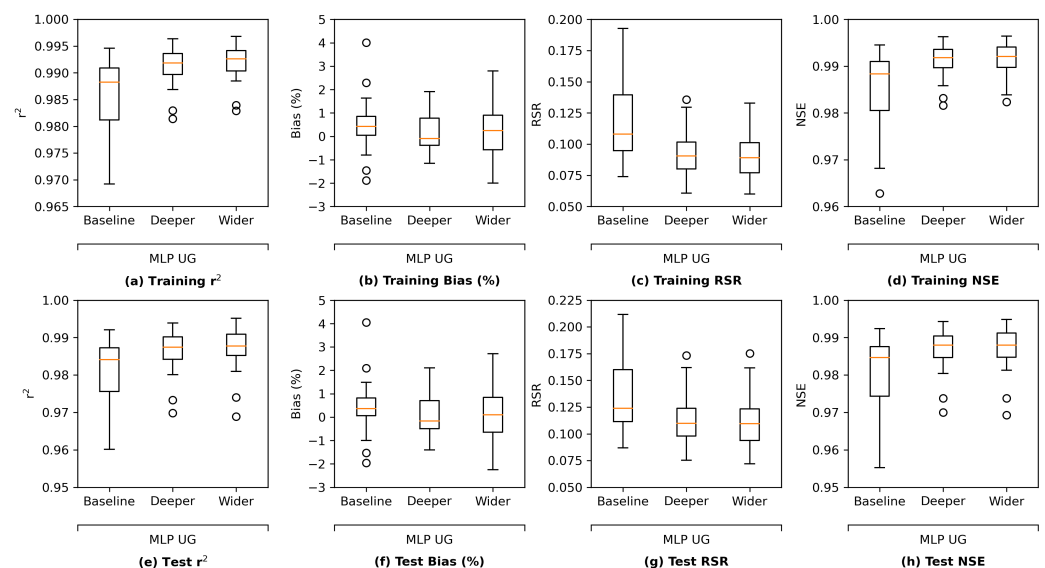 1.000
0.995
0.990
0.985
0.980
0.975
0.970
0.965
r²
Baseline Deeper Wider
MLP UG
(a) Training r²
5
4
3
2
1
0
−1
−2
−3
Bias (%)
Baseline Deeper Wider
MLP UG
(b) Training Bias (%)
0.200
0.175
0.150
0.125
0.100
0.075
0.050
RSR
Baseline Deeper Wider
MLP UG
(c) Training RSR
1.00
0.99
0.98
0.97
0.96
NSE
Baseline Deeper Wider
MLP UG
(d) Training NSE
1.00
0.99
0.98
0.97
0.96
0.95
r²
Baseline Deeper Wider
MLP UG
(e) Test r²
5
4
3
2
1
0
−1
−2
−3
Bias (%)
Baseline Deeper Wider
MLP UG
(f) Test Bias (%)
0.225
0.200
0.175
0.150
0.125
0.100
0.075
0.050
RSR
Baseline Deeper Wider
MLP UG
(g) Test RSR
1.00
0.99
0.98
0.97
0.96
0.95
NSE
Baseline Deeper Wider
MLP UG
(h) Test NSE